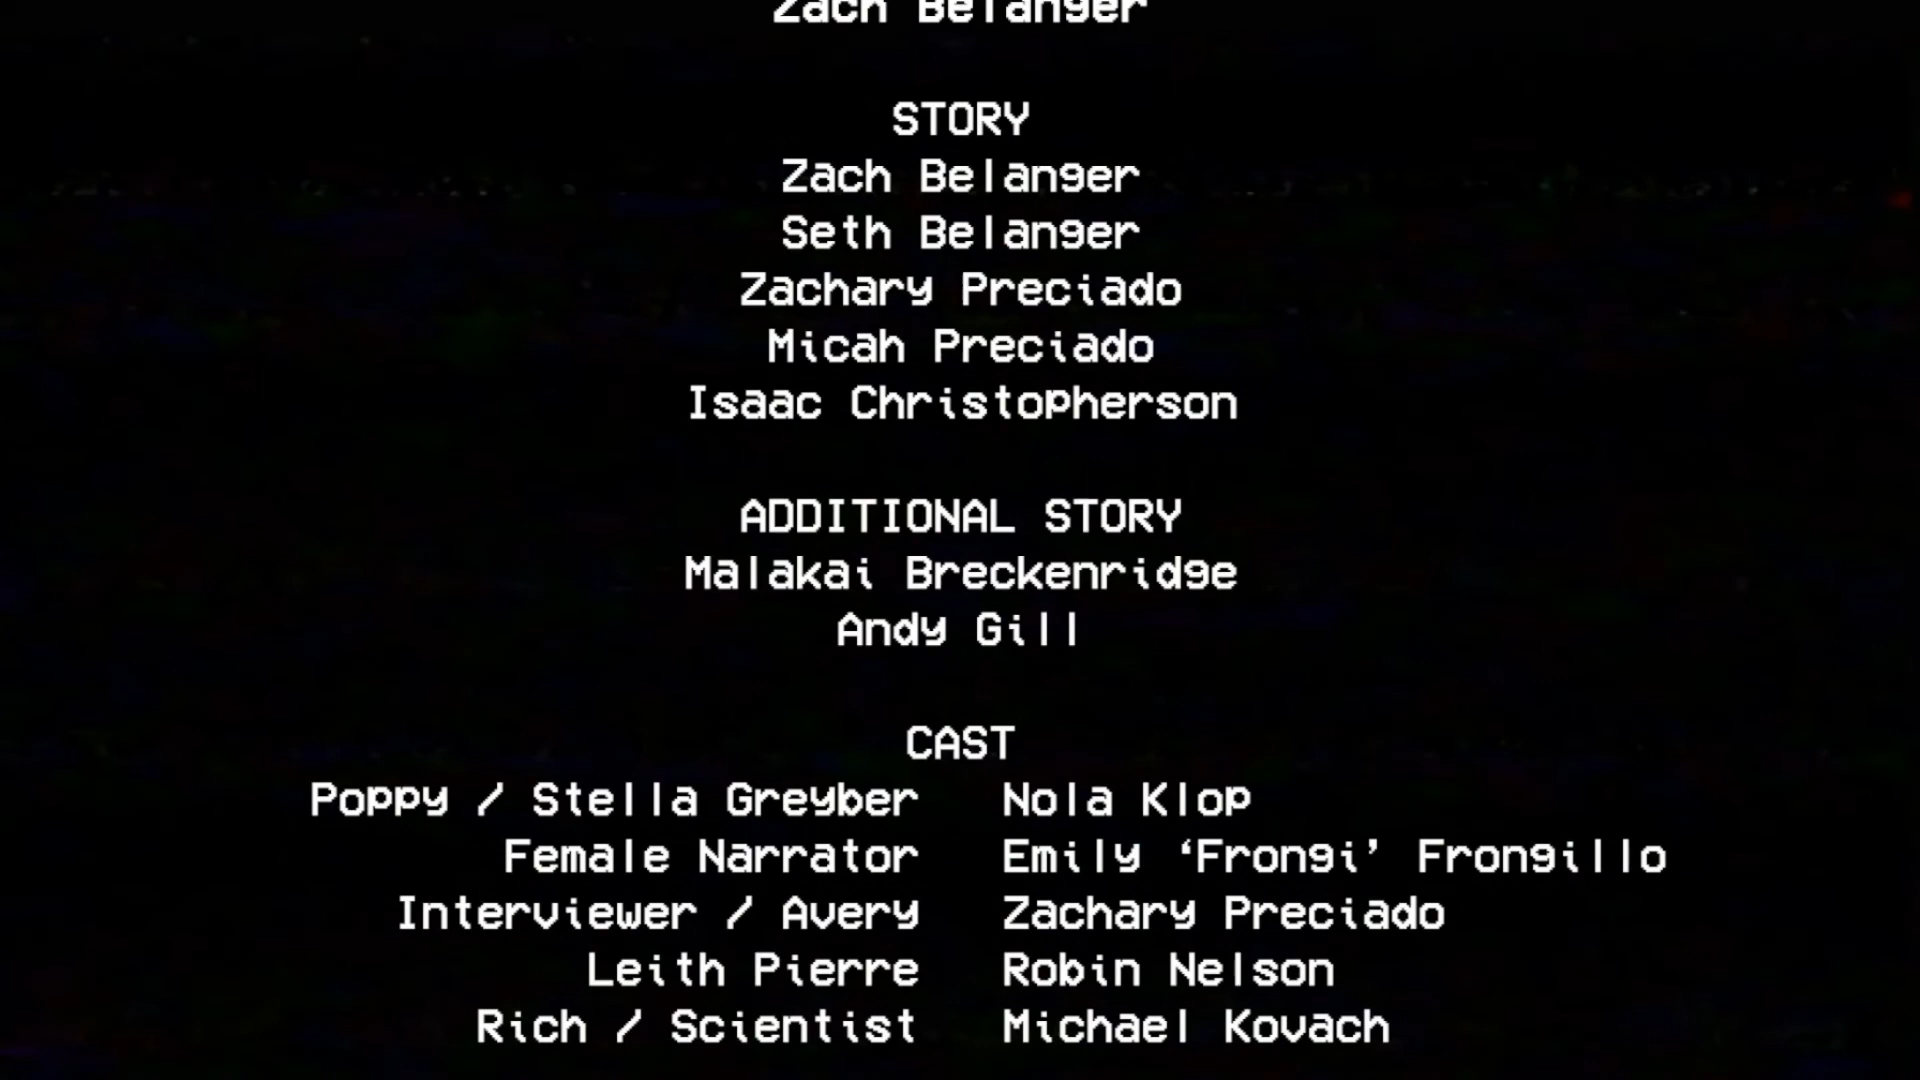 Zach Belanger
STORY
Zach Belanger
Seth Belanger
Zachary Preciado
Micah Preciado
Isaac Christopherson
ADDITIONAL STORY
Malakai Breckenridge
Andy Gill
CAST
Poppy / Stella Greyber Nola Klop
Female Narrator Emily ‘Frongi’ Frongillo
Interviewer / Avery Zachary Preciado
Leith Pierre Robin Nelson
Rich / Scientist Michael Kovach